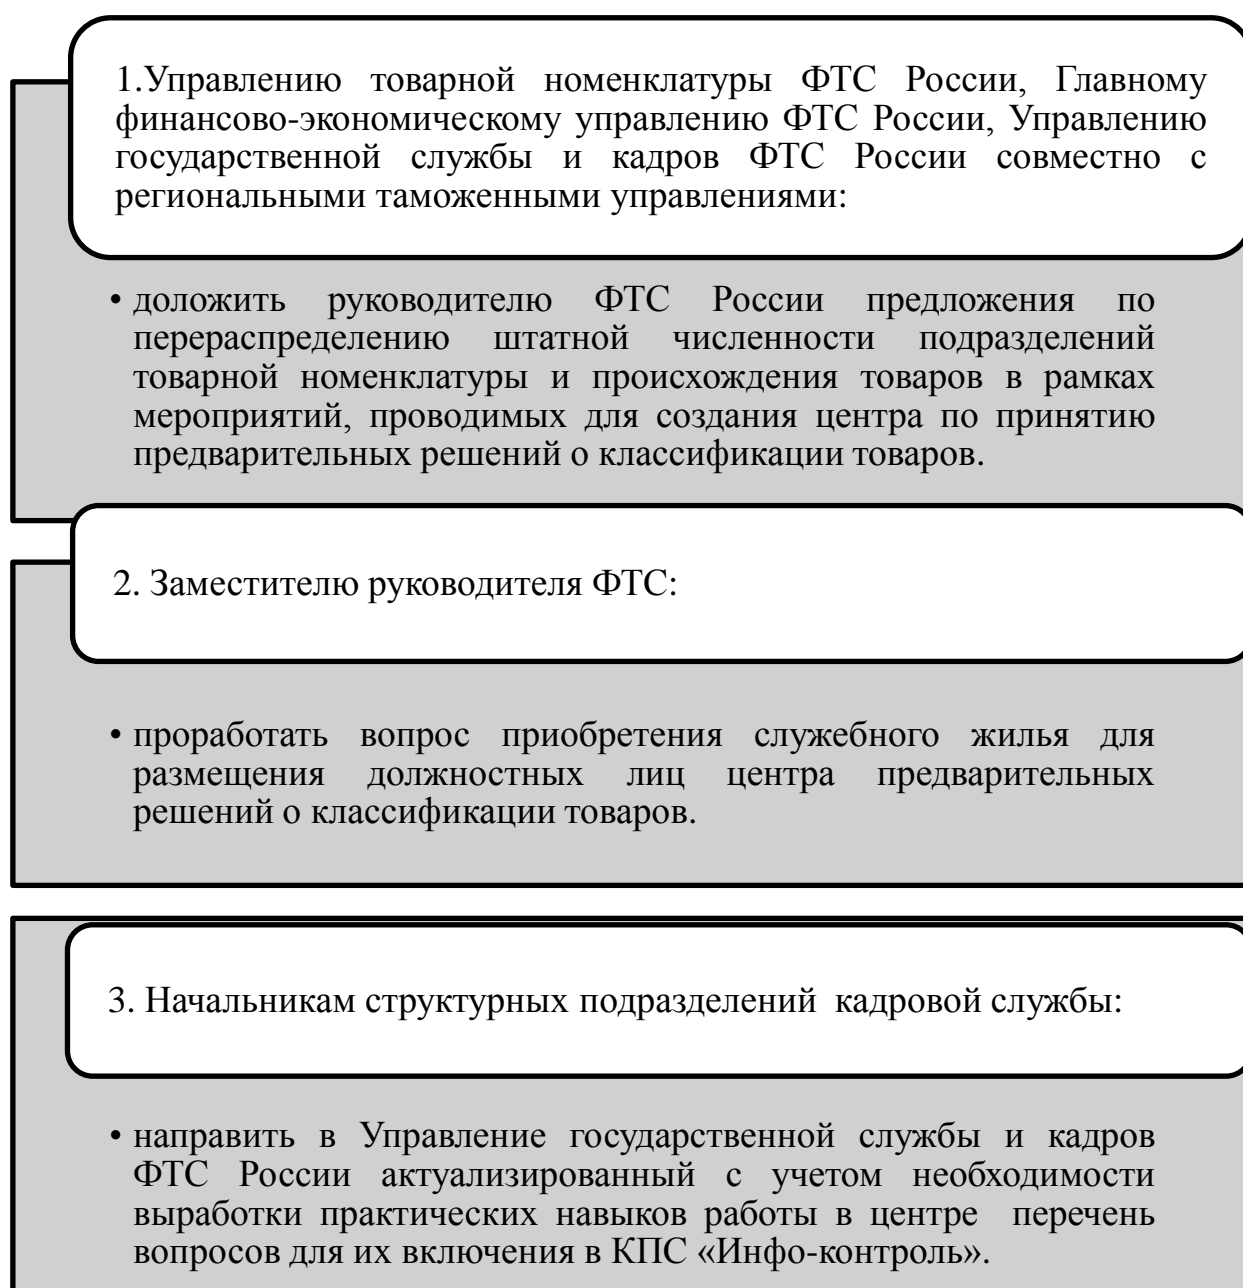 1.Управлению товарной номенклатуры ФТС России, Главному
финансово-экономическому управлению ФТС России, Управлению
государственной службы и кадров ФТС России совместно с
региональными таможенными управлениями:
• доложить руководителю ФТС России предложения по
перераспределению штатной численности подразделений
товарной номенклатуры и происхождения товаров в рамках
мероприятий, проводимых для создания центра по принятию
предварительных решений о классификации товаров.
2. Заместителю руководителя ФТС:
• проработать вопрос приобретения служебного жилья для
размещения должностных лиц центра предварительных
решений о классификации товаров.
3. Начальникам структурных подразделений кадровой службы:
• направить в Управление государственной службы и кадров
ФТС России актуализированный с учетом необходимости
выработки практических навыков работы в центре перечень
вопросов для их включения в КПС «Инфо-контроль».